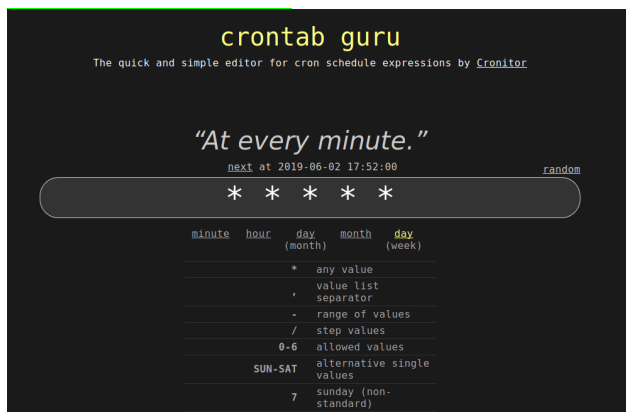 crontab guru
The quick and simple editor for cron schedule expressions by Cronitor
“At every minute.”
next at 2019-06-02 17:52:00
random
* * * * *
minute hour day month day
(month) (week)
* any value
, value list
separator
- range of values
/ step values
0-6 allowed values
SUN-SAT alternative single
values
7 sunday (non-
standard)